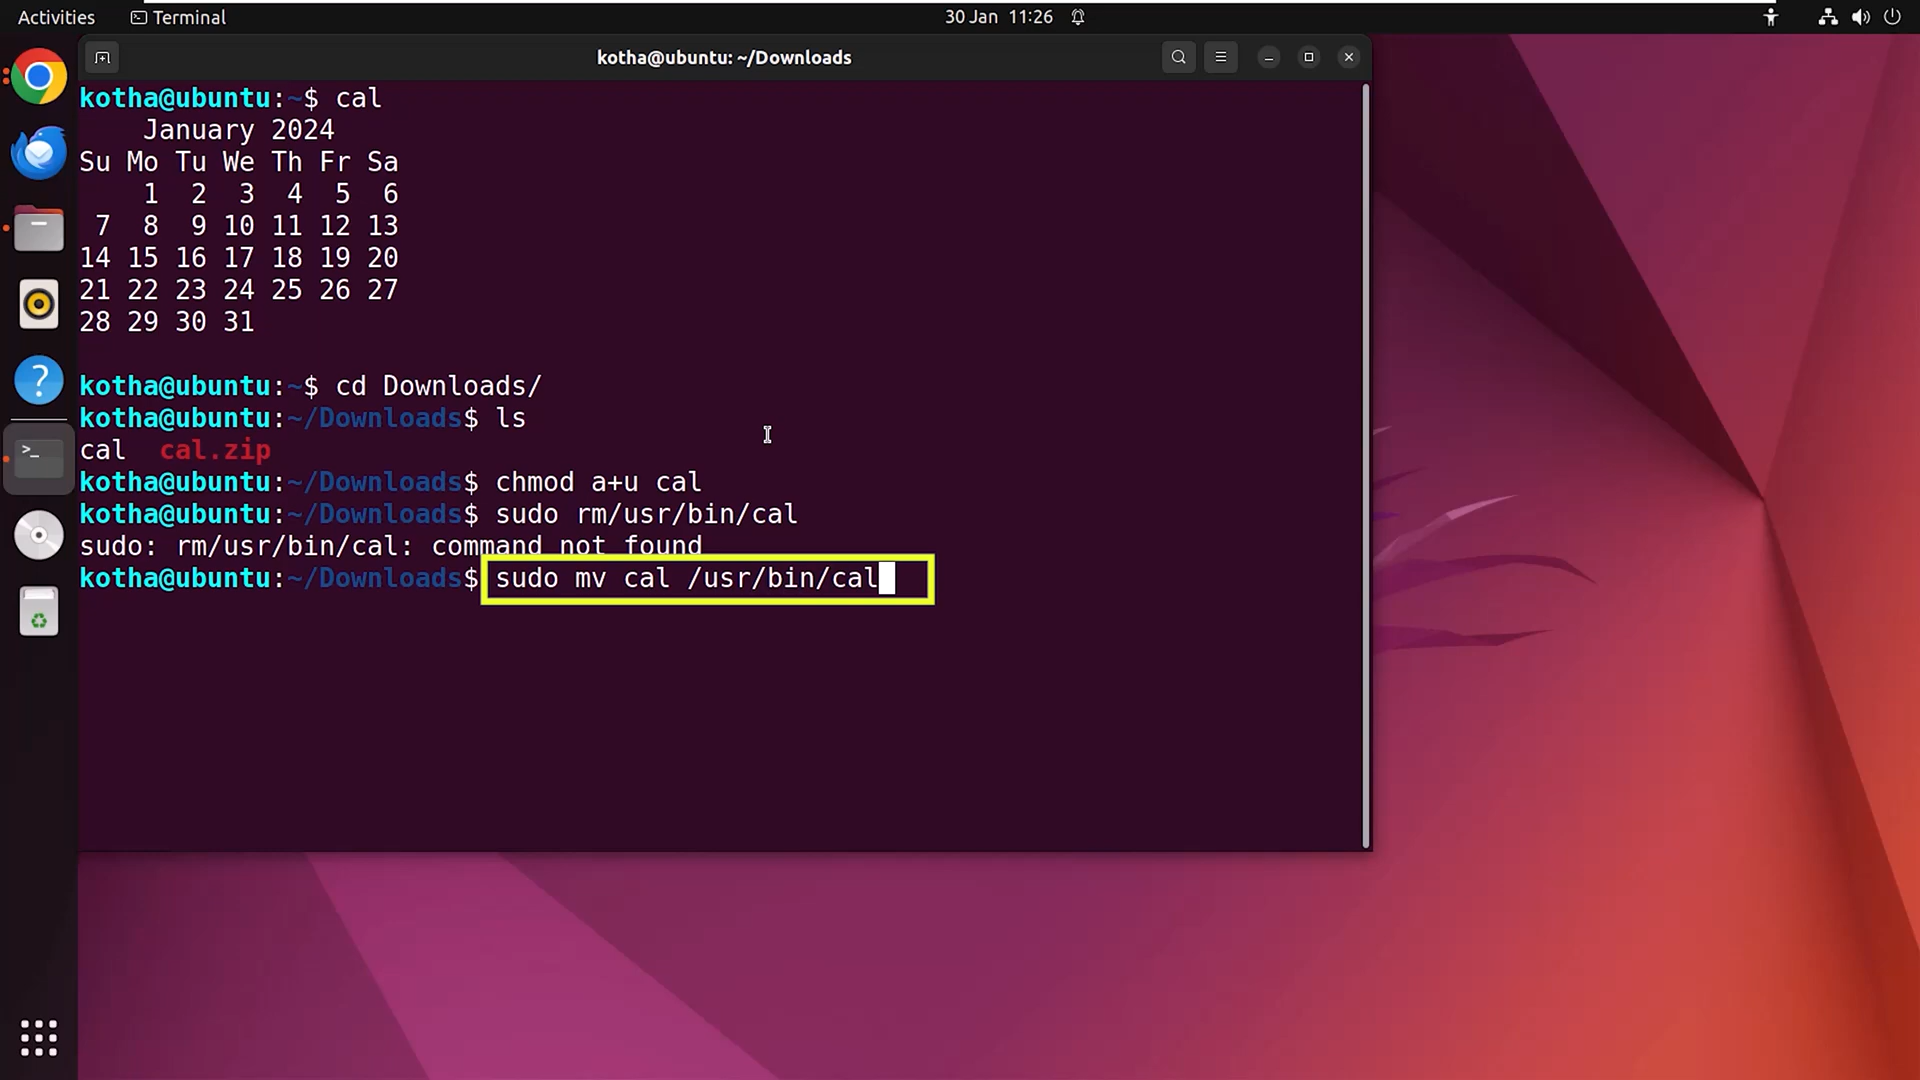 Activities Terminal 30 Jan 11:26
kotha@ubuntu: ~/Downloads
kotha@ubuntu:~$ cal
January 2024
Su Mo Tu We Th Fr Sa
1 2 3 4 5 6
7 8 9 10 11 12 13
14 15 16 17 18 19 20
21 22 23 24 25 26 27
28 29 30 31
kotha@ubuntu:~$ cd Downloads/
kotha@ubuntu:~/Downloads$ ls
cal cal.zip
kotha@ubuntu:~/Downloads$ chmod a+u cal
kotha@ubuntu:~/Downloads$ sudo rm/usr/bin/cal
sudo: rm/usr/bin/cal: command not found
kotha@ubuntu:~/Downloads$ sudo mv cal /usr/bin/cal